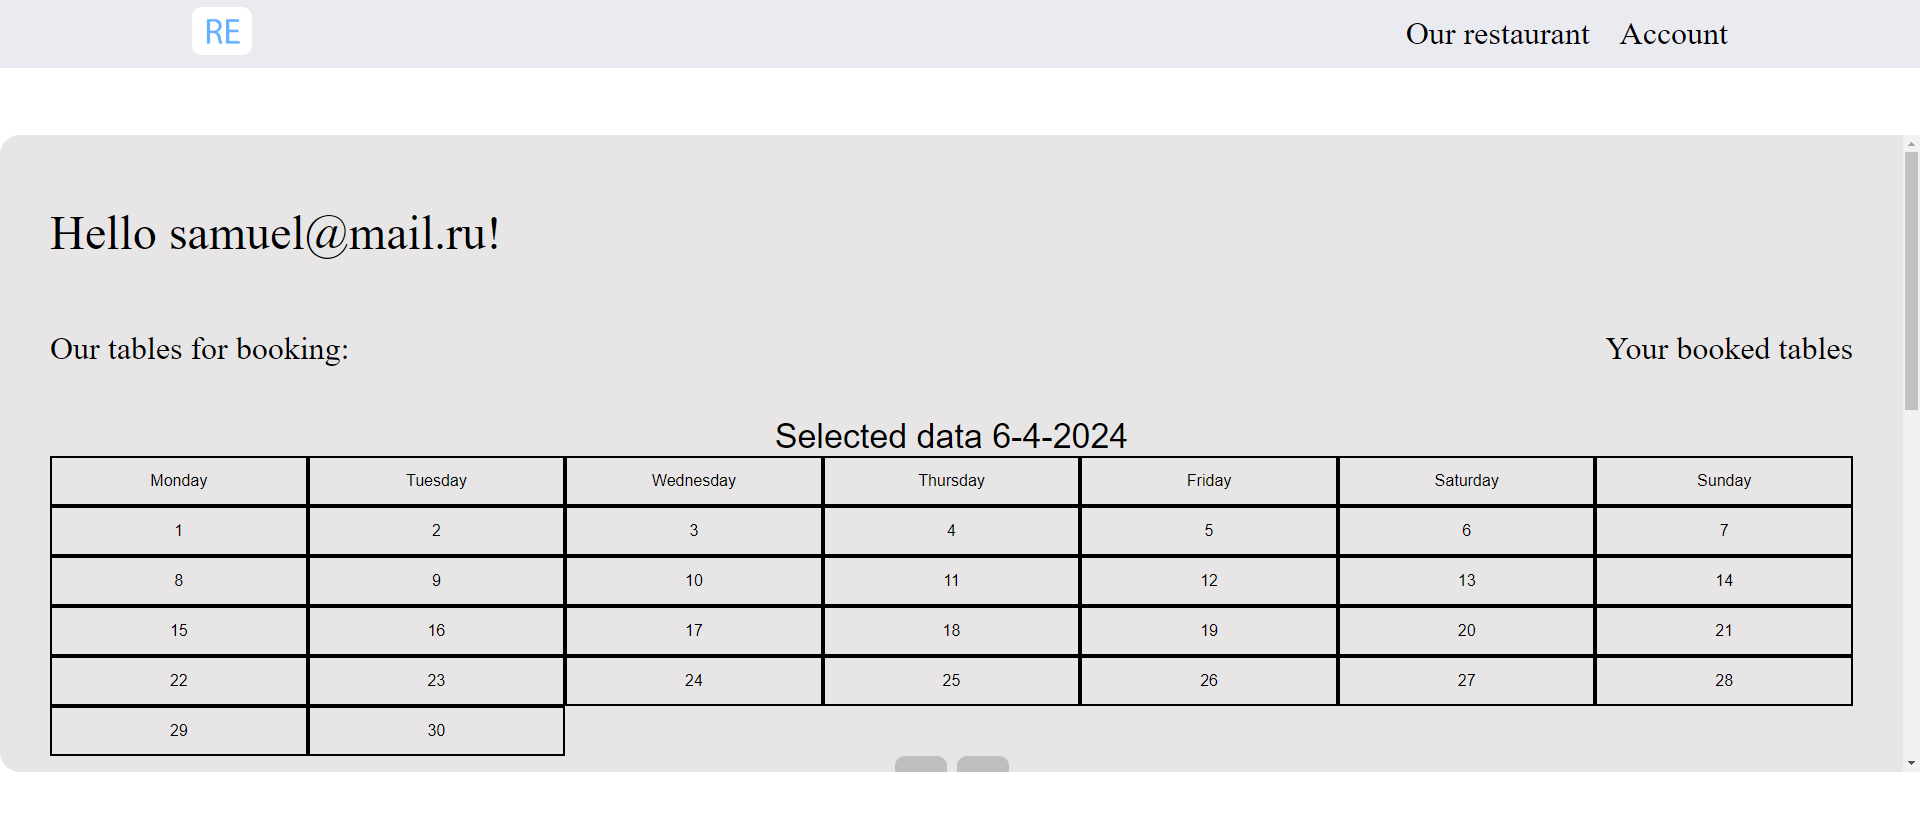 RE
Our restaurant Account
Hello samuel@mail.ru!
Our tables for booking: Your booked tables
Selected data 6-4-2024
Monday Tuesday Wednesday Thursday Friday Saturday Sunday
1 2 3 4 5 6 7
8 9 10 11 12 13 14
15 16 17 18 19 20 21
22 23 24 25 26 27 28
29 30